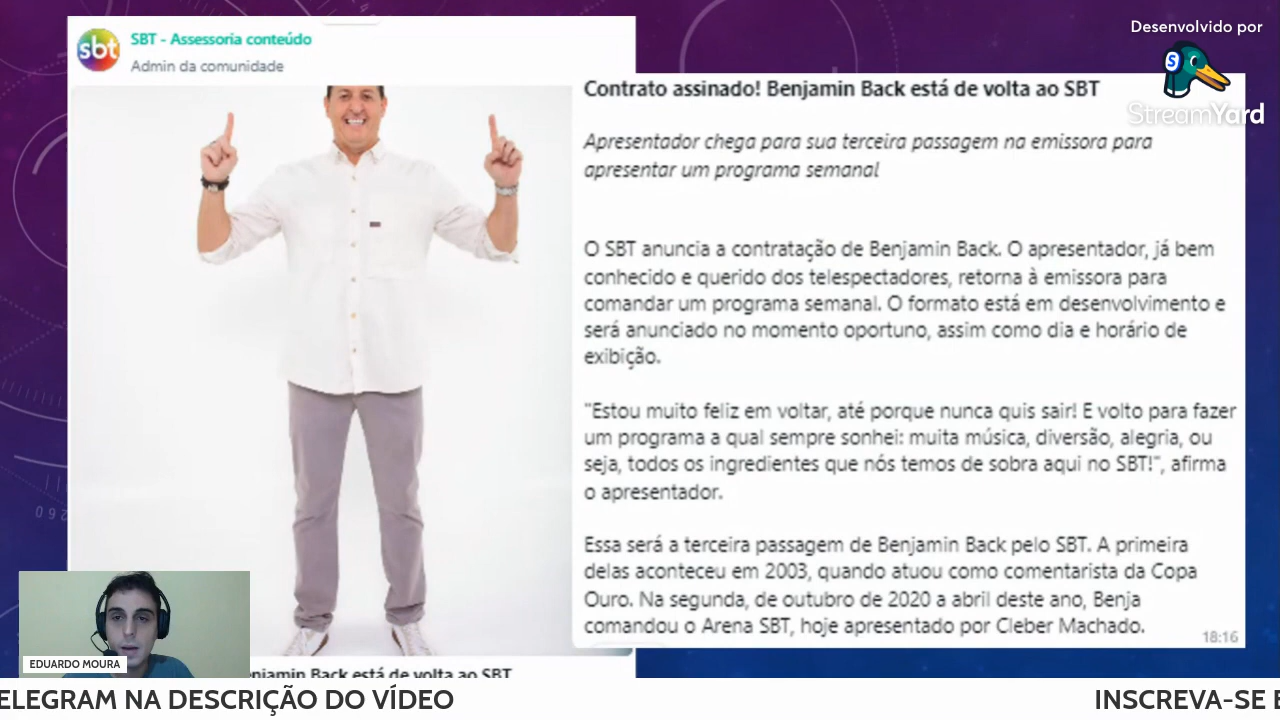 Desenvolvido por
StreamYard
sbt
SBT - Assessoria conteúdo
Admin da comunidade
Contrato assinado! Benjamin Back está de volta ao SBT
Apresentador chega para sua terceira passagem na emissora para
apresentar um programa semanal
O SBT anuncia a contratação de Benjamin Back. O apresentador, já bem
conhecido e querido dos telespectadores, retorna à emissora para
comandar um programa semanal. O formato está em desenvolvimento e
será anunciado no momento oportuno, assim como dia e horário de
exibição.
"Estou muito feliz em voltar, até porque nunca quis sair! E volto para fazer
um programa a qual sempre sonhei: muita música, diversão, alegria, ou
seja, todos os ingredientes que nós temos de sobra aqui no SBT!", afirma
o apresentador.
Essa será a terceira passagem de Benjamin Back pelo SBT. A primeira
delas aconteceu em 2003, quando atuou como comentarista da Copa
Ouro. Na segunda, de outubro de 2020 a abril deste ano, Benja
comandou o Arena SBT, hoje apresentado por Cleber Machado.
18:16
092
EDUARDO MOURA
enjamin Back está de volta ao SBT
ELEGRAM NA DESCRIÇÃO DO VÍDEO
INSCREVA-SE E